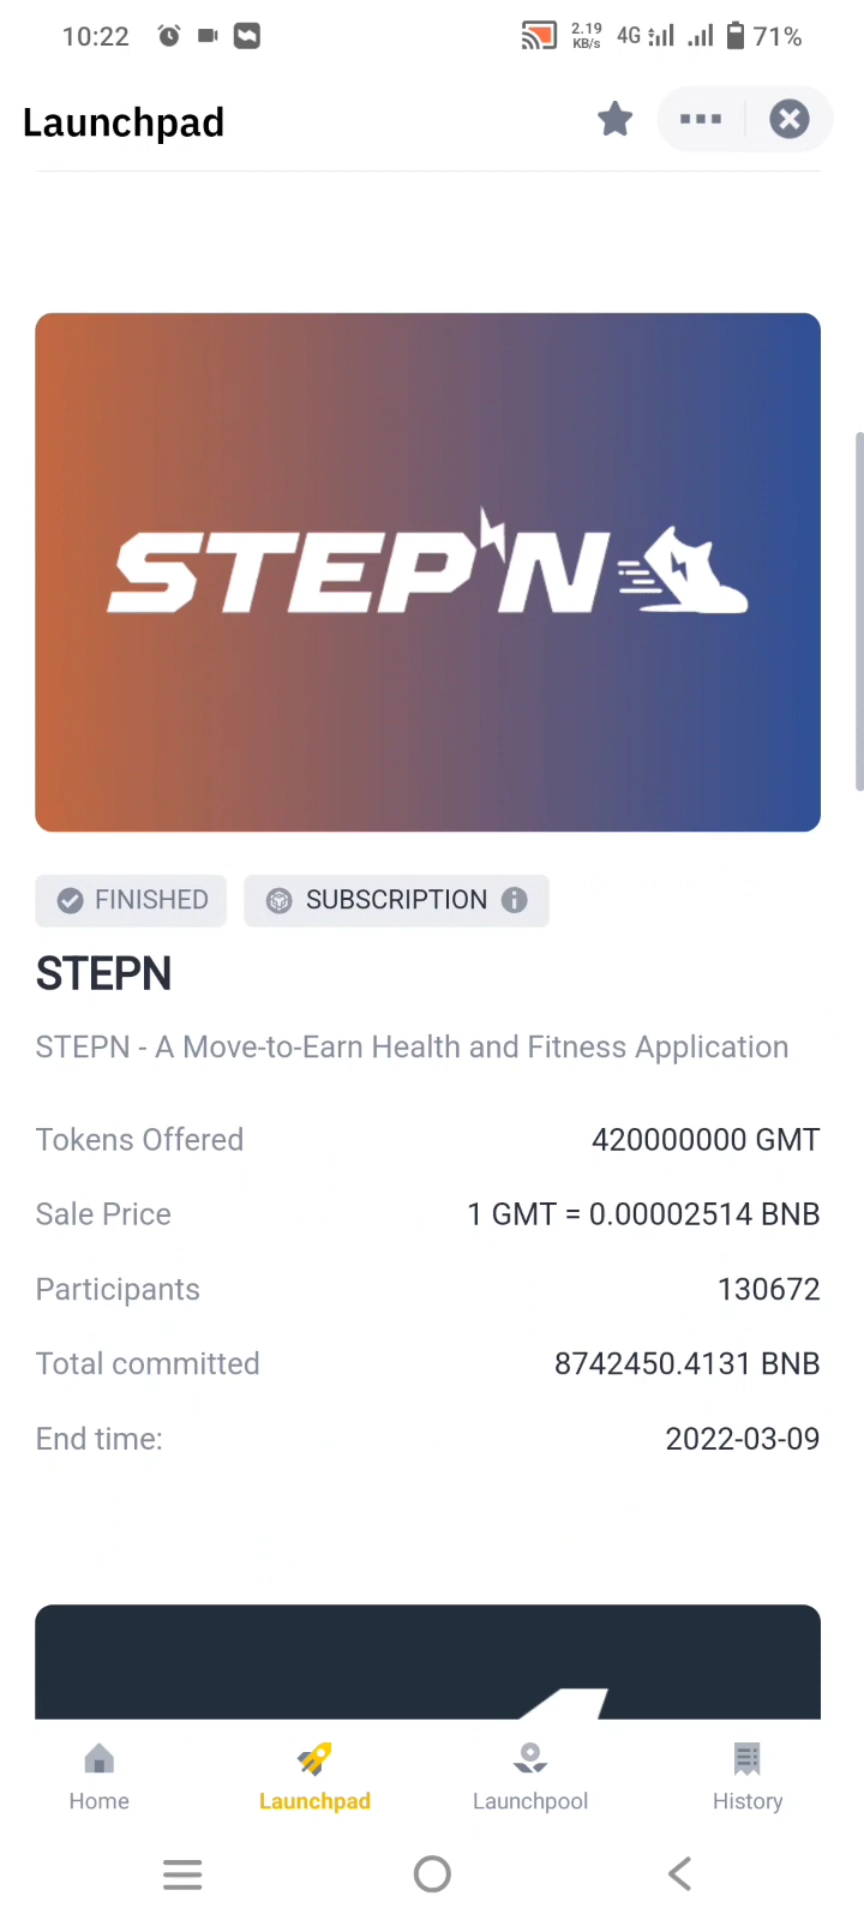 10:22 2.19 KB/s 4G 71%
Launchpad
STEP'N
FINISHED SUBSCRIPTION
STEPN
STEPN - A Move-to-Earn Health and Fitness Application
Tokens Offered 420000000 GMT
Sale Price 1 GMT = 0.00002514 BNB
Participants 130672
Total committed 8742450.4131 BNB
End time: 2022-03-09
Home Launchpad Launchpool History